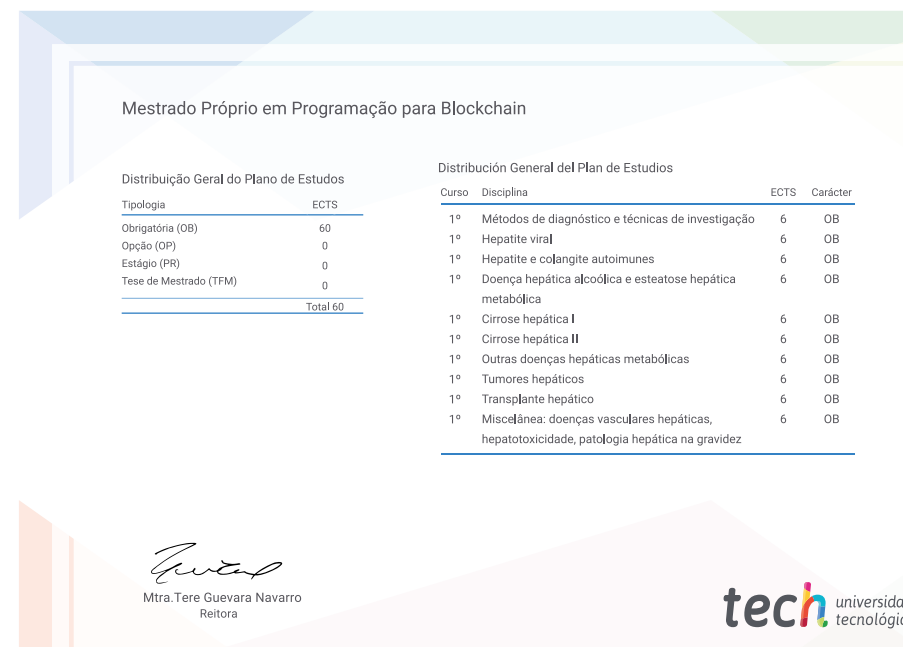 Mestrado Próprio em Programação para Blockchain
Distribuição Geral do Plano de Estudos
Tipologia ECTS
Obrigatória (OB) 60
Opção (OP) 0
Estágio (PR) 0
Tese de Mestrado (TFM) 0
Total 60
Distribución General del Plan de Estudios
Curso Disciplina ECTS Carácter
1º Métodos de diagnóstico e técnicas de investigação 6 OB
1º Hepatite viral 6 OB
1º Hepatite e colangite autoimunes 6 OB
1º Doença hepática alcoólica e esteatose hepática 6 OB
metabólica
1º Cirrose hepática I 6 OB
1º Cirrose hepática II 6 OB
1º Outras doenças hepáticas metabólicas 6 OB
1º Tumores hepáticos 6 OB
1º Transplante hepático 6 OB
1º Miscelânea: doenças vasculares hepáticas, 6 OB
hepatotoxicidade, patologia hepática na gravidez
Mtra.Tere Guevara Navarro
Reitora
tech universida
tecnológic